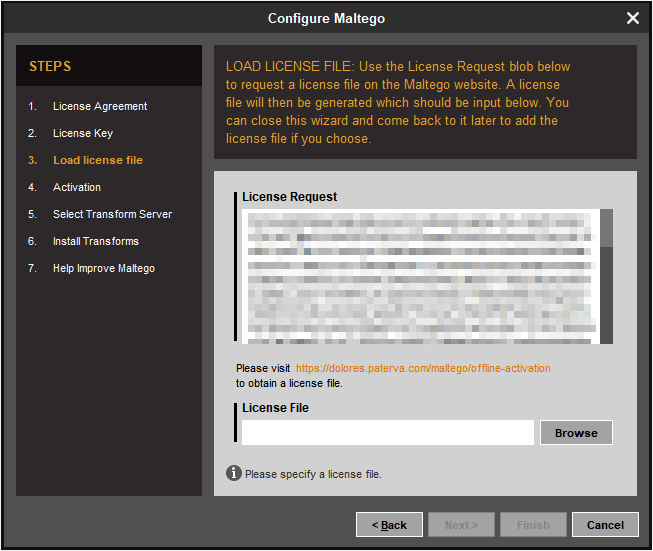 Configure Maltego
STEPS
1. License Agreement
2. License Key
3. Load license file
4. Activation
5. Select Transform Server
6. Install Transforms
7. Help Improve Maltego
LOAD LICENSE FILE: Use the License Request blob below
to request a license file on the Maltego website. A license
file will then be generated which should be input below. You
can close this wizard and come back to it later to add the
license file if you choose.
License Request
Please visit https://dolores.paterva.com/maltego/offline-activation
to obtain a license file.
License File
Browse
Please specify a license file.
< Back
Next >
Finish
Cancel